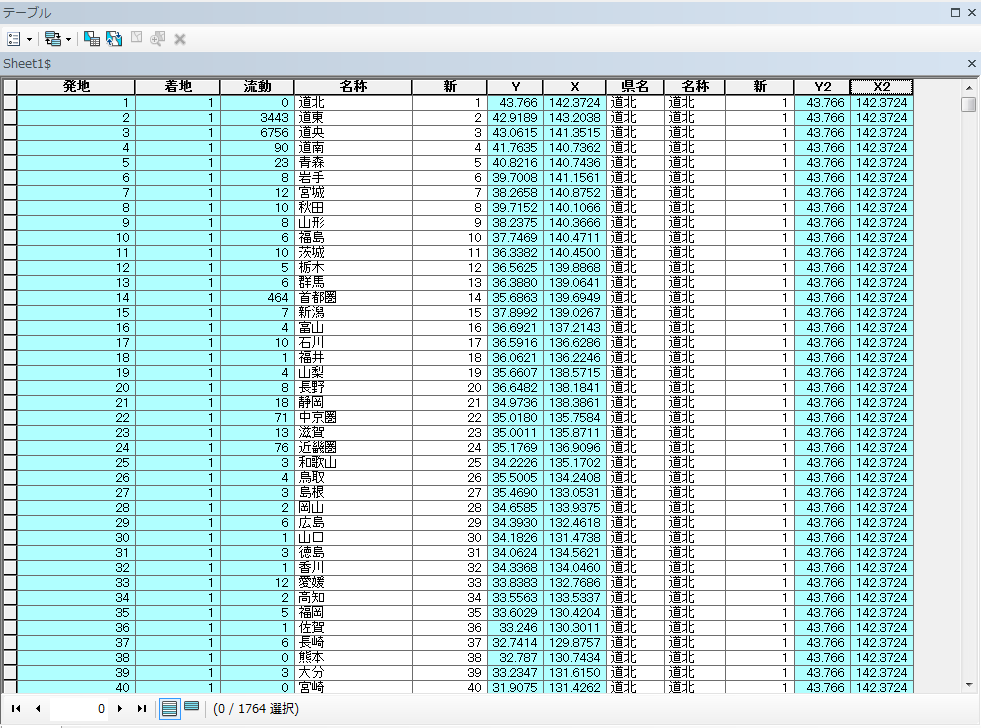 テーブル
Sheet1$
発地 着地 流動 名称 新 Y X 県名 名称 新 Y2 X2
1 1 0 道北 1 43.766 142.3724 道北 道北 1 43.766 142.3724
2 1 3443 道東 2 42.9189 143.2038 道北 道北 1 43.766 142.3724
3 1 6756 道央 3 43.0615 141.3515 道北 道北 1 43.766 142.3724
4 1 90 道南 4 41.7635 140.7362 道北 道北 1 43.766 142.3724
5 1 23 青森 5 40.8216 140.7436 道北 道北 1 43.766 142.3724
6 1 8 岩手 6 39.7008 141.1561 道北 道北 1 43.766 142.3724
7 1 12 宮城 7 38.2658 140.8752 道北 道北 1 43.766 142.3724
8 1 10 秋田 8 39.7152 140.1066 道北 道北 1 43.766 142.3724
9 1 8 山形 9 38.2375 140.3666 道北 道北 1 43.766 142.3724
10 1 6 福島 10 37.7469 140.4711 道北 道北 1 43.766 142.3724
11 1 10 茨城 11 36.3382 140.4500 道北 道北 1 43.766 142.3724
12 1 5 栃木 12 36.5625 139.8868 道北 道北 1 43.766 142.3724
13 1 6 群馬 13 36.3880 139.0641 道北 道北 1 43.766 142.3724
14 1 464 首都圏 14 35.6863 139.6949 道北 道北 1 43.766 142.3724
15 1 7 新潟 15 37.8992 139.0267 道北 道北 1 43.766 142.3724
16 1 4 富山 16 36.6921 137.2143 道北 道北 1 43.766 142.3724
17 1 10 石川 17 36.5916 136.6286 道北 道北 1 43.766 142.3724
18 1 1 福井 18 36.0621 136.2246 道北 道北 1 43.766 142.3724
19 1 4 山梨 19 35.6607 138.5715 道北 道北 1 43.766 142.3724
20 1 8 長野 20 36.6482 138.1841 道北 道北 1 43.766 142.3724
21 1 18 静岡 21 34.9736 138.3861 道北 道北 1 43.766 142.3724
22 1 71 中京圏 22 35.0180 135.7584 道北 道北 1 43.766 142.3724
23 1 13 滋賀 23 35.0011 135.8711 道北 道北 1 43.766 142.3724
24 1 76 近畿圏 24 35.1769 136.9096 道北 道北 1 43.766 142.3724
25 1 3 和歌山 25 34.2226 135.1702 道北 道北 1 43.766 142.3724
26 1 4 鳥取 26 35.5005 134.2408 道北 道北 1 43.766 142.3724
27 1 3 島根 27 35.4690 133.0531 道北 道北 1 43.766 142.3724
28 1 2 岡山 28 34.6585 133.9375 道北 道北 1 43.766 142.3724
29 1 6 広島 29 34.3930 132.4618 道北 道北 1 43.766 142.3724
30 1 1 山口 30 34.1826 131.4738 道北 道北 1 43.766 142.3724
31 1 3 徳島 31 34.0624 134.5621 道北 道北 1 43.766 142.3724
32 1 1 香川 32 34.3368 134.0460 道北 道北 1 43.766 142.3724
33 1 12 愛媛 33 33.8383 132.7686 道北 道北 1 43.766 142.3724
34 1 2 高知 34 33.5563 133.5337 道北 道北 1 43.766 142.3724
35 1 5 福岡 35 33.6029 130.4204 道北 道北 1 43.766 142.3724
36 1 1 佐賀 36 33.246 130.3011 道北 道北 1 43.766 142.3724
37 1 6 長崎 37 32.7414 129.8757 道北 道北 1 43.766 142.3724
38 1 0 熊本 38 32.787 130.7434 道北 道北 1 43.766 142.3724
39 1 3 大分 39 33.2347 131.6150 道北 道北 1 43.766 142.3724
40 1 0 宮崎 40 31.9075 131.4262 道北 道北 1 43.766 142.3724
0 (0 / 1764 選択)